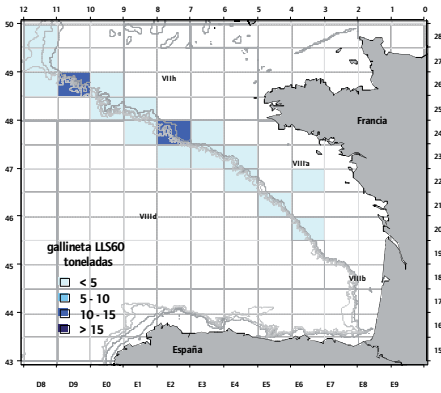 12 11 10 9 8 7 6 5 4 3 2 1 0
50
28
27
VIIh
49
26
25
Francia
48
24
23
VIIIa
47
22
21
VIIId
46
20
19
gallineta LLS60
toneladas
45
18
VIIIb
< 5
17
5 - 10
44
10 - 15
16
> 15
España
15
43
D8 D9 E0 E1 E2 E3 E4 E5 E6 E7 E8 E9